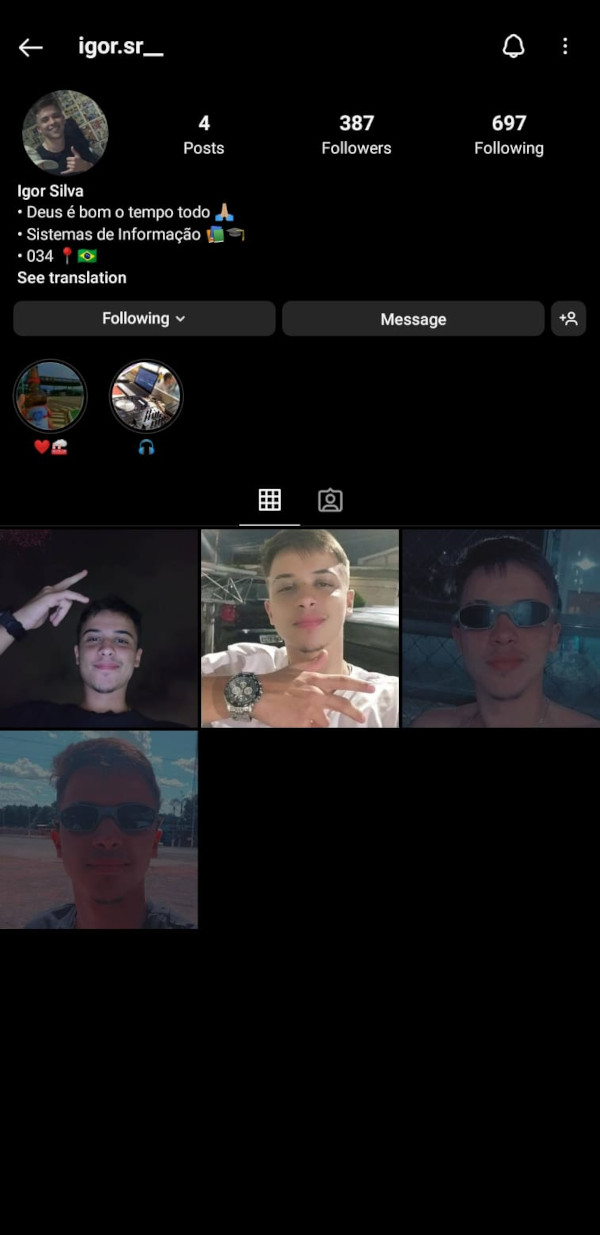 igor.sr__
4 387 697
Posts Followers Following
Igor Silva
• Deus é bom o tempo todo 🙏🏼
• Sistemas de Informação 📚🎓
• 034 📍🇧🇷
See translation
Following Message
❤️🚂 🎧